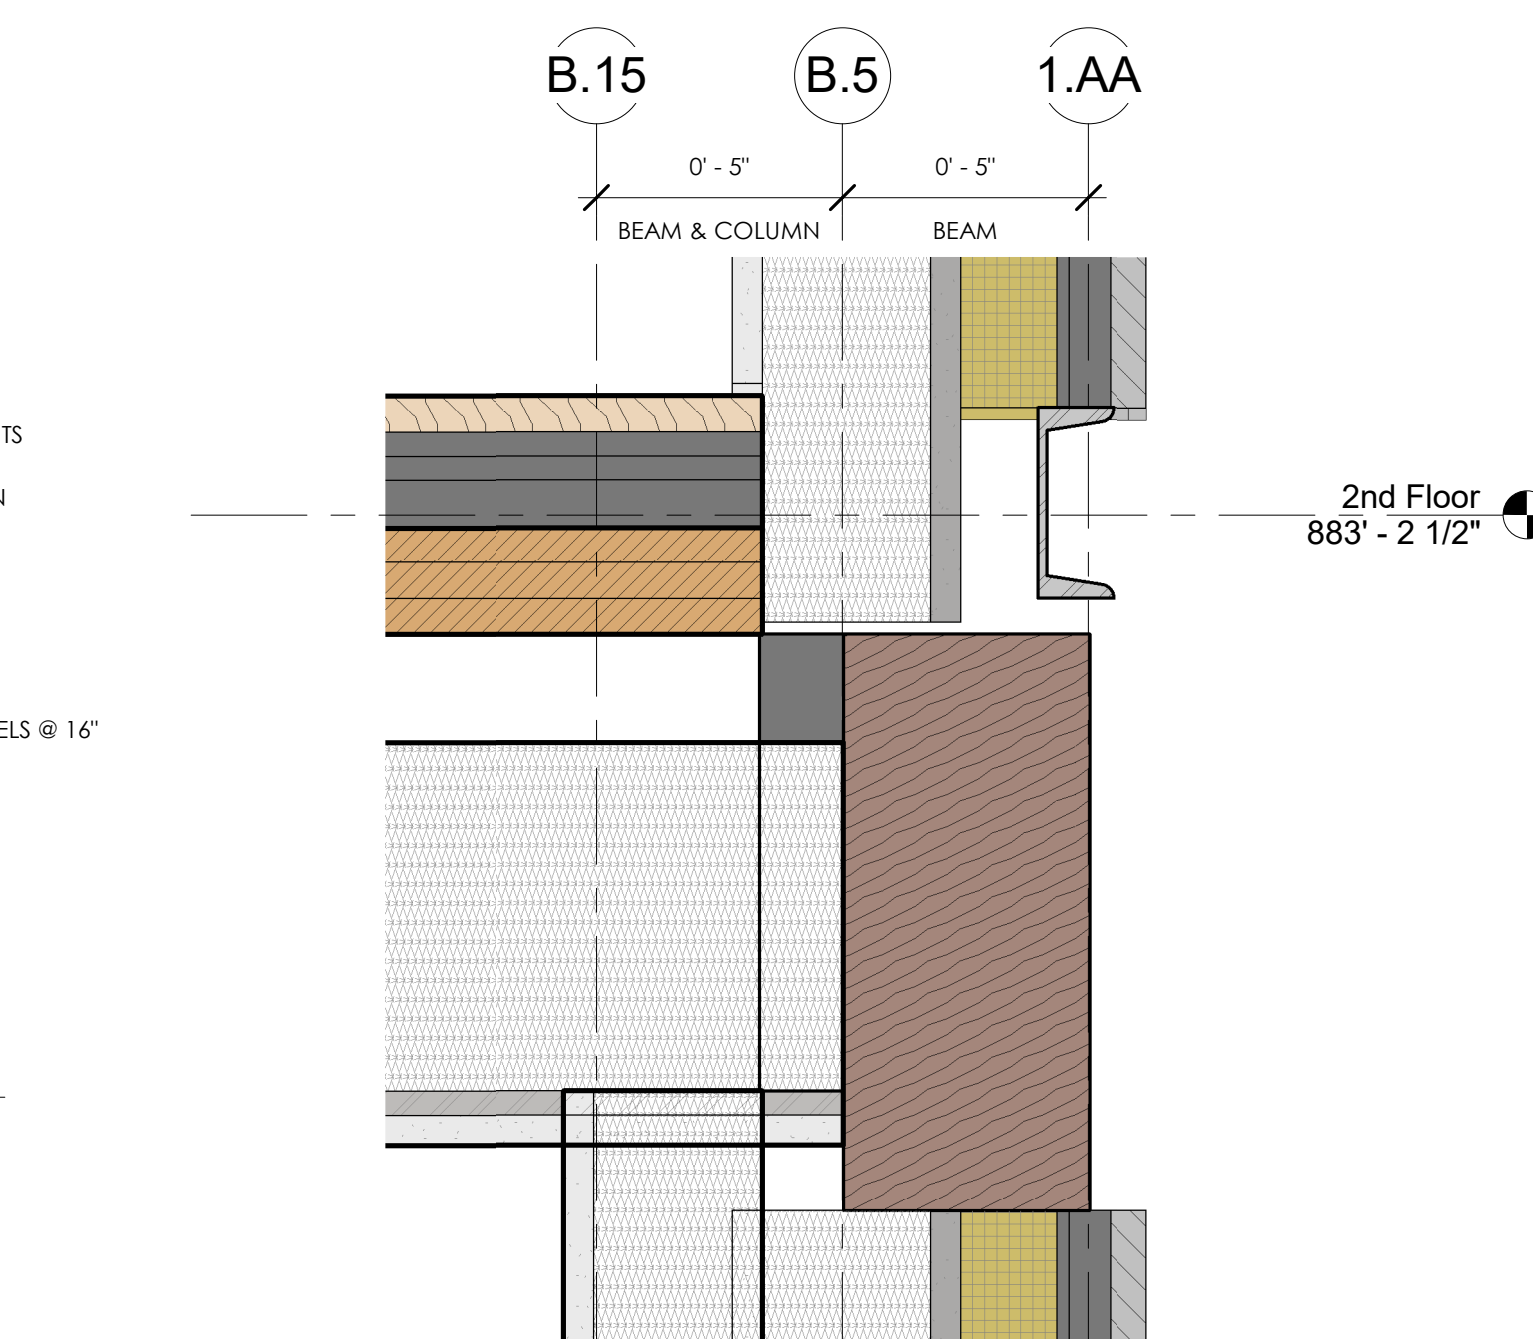 B.15 B.5 1.AA
0' - 5" 0' - 5"
BEAM & COLUMN BEAM
TS
2nd Floor
883' - 2 1/2"
ELS @ 16"